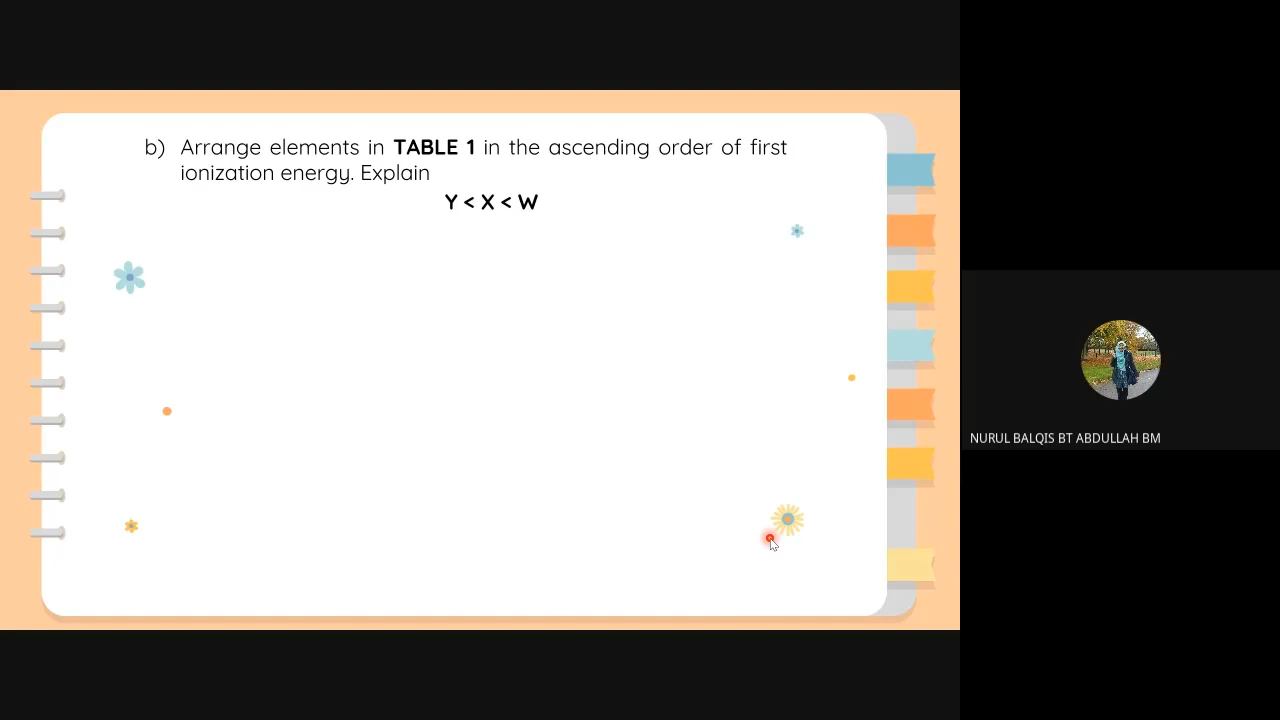 b) Arrange elements in TABLE 1 in the ascending order of first
ionization energy. Explain
Y < X < W
NURUL BALQIS BT ABDULLAH BM